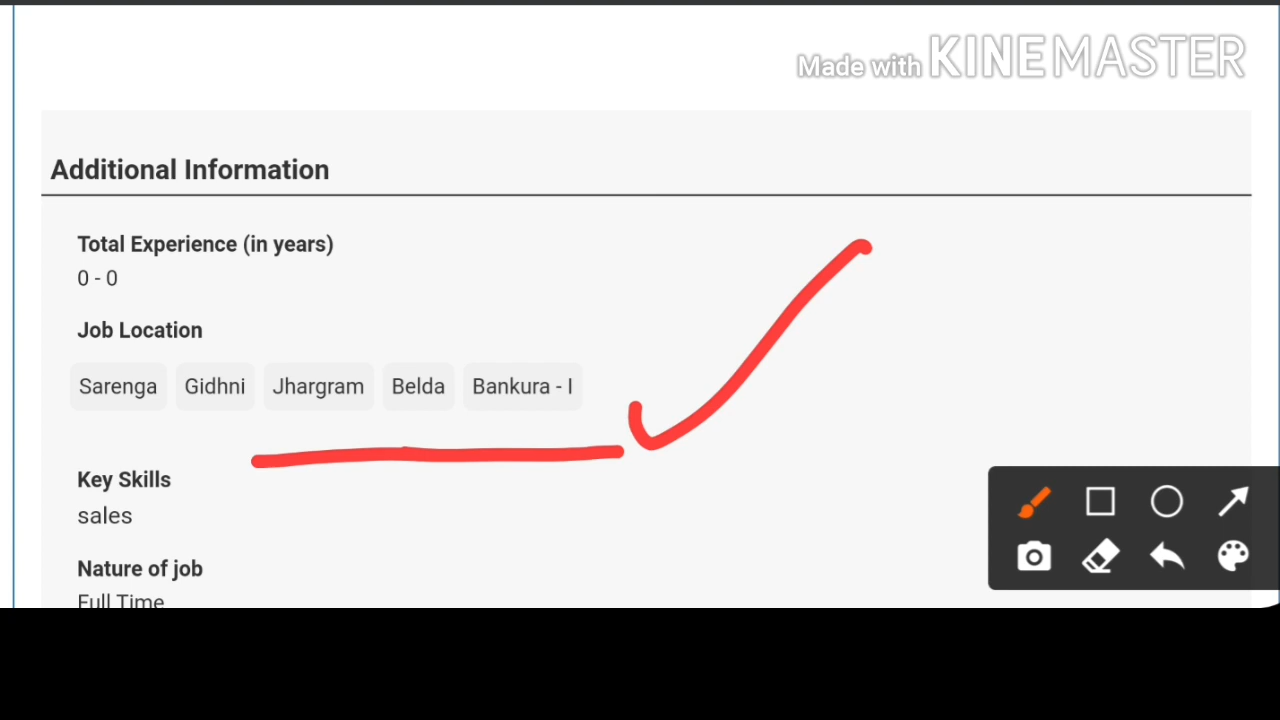 Made with KINEMASTER
Additional Information
Total Experience (in years)
0 - 0
Job Location
Sarenga Gidhni Jhargram Belda Bankura - I
Key Skills
sales
Nature of job
Full Time